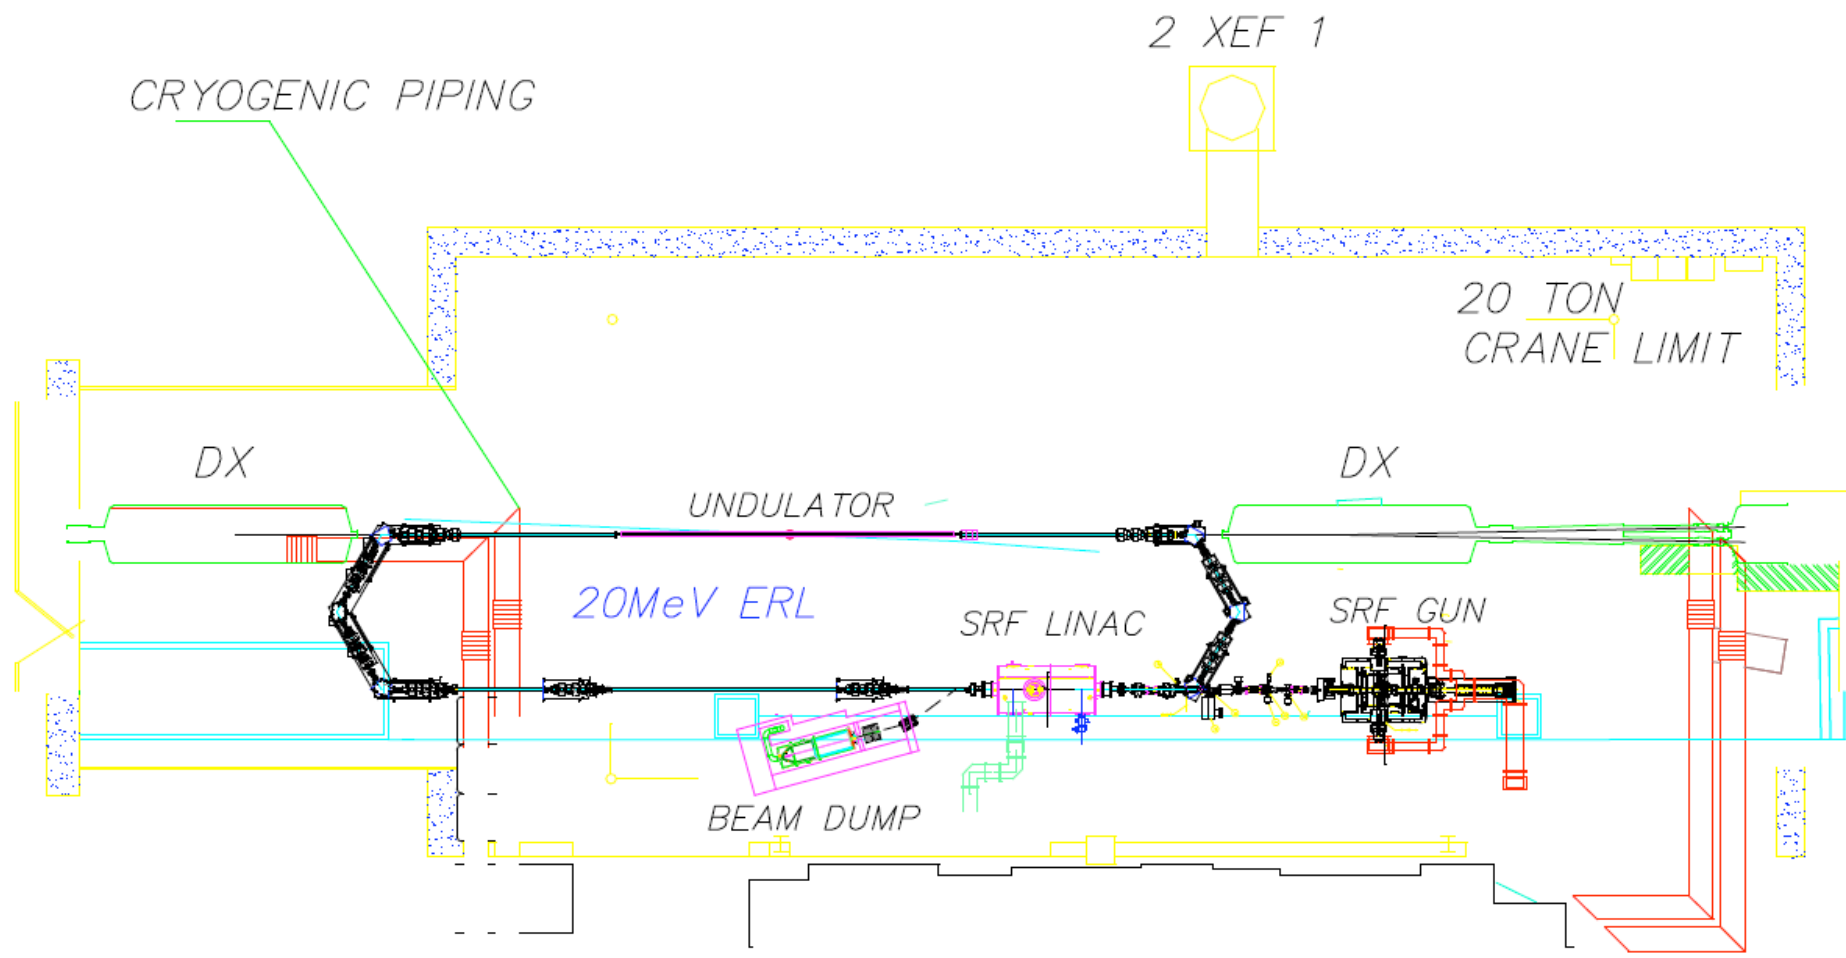 2 XEF 1
CRYOGENIC PIPING
20 TON
CRANE LIMIT
DX
DX
UNDULATOR
20MeV ERL
SRF LINAC
SRF GUN
BEAM DUMP